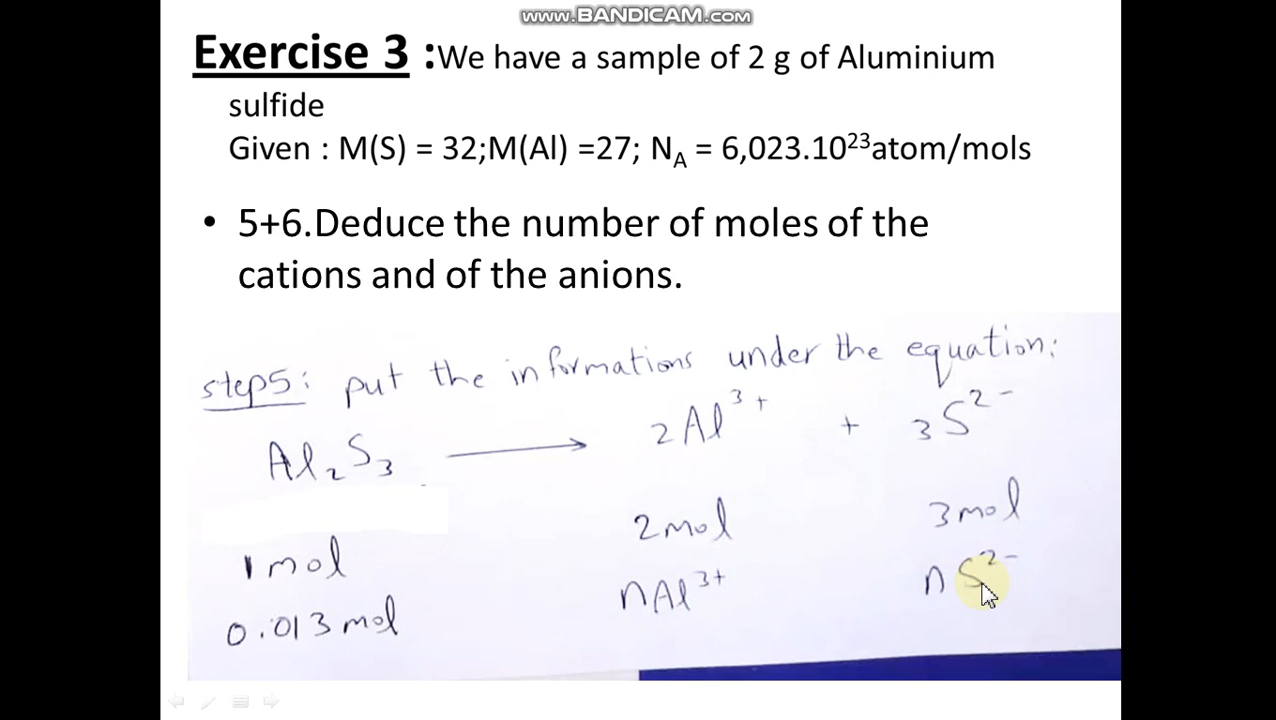 www.BANDICAM.com
Exercise 3 :We have a sample of 2 g of Aluminium
sulfide
Given : M(S) = 32;M(Al) =27; N_A = 6,023.10²³atom/mols
• 5+6.Deduce the number of moles of the
cations and of the anions.
step5: put the informations under the equation:
Al₂S₃ ⟶ 2Al³⁺ + 3S²⁻
1mol 2mol 3mol
0.013mol nAl³⁺ nS²⁻